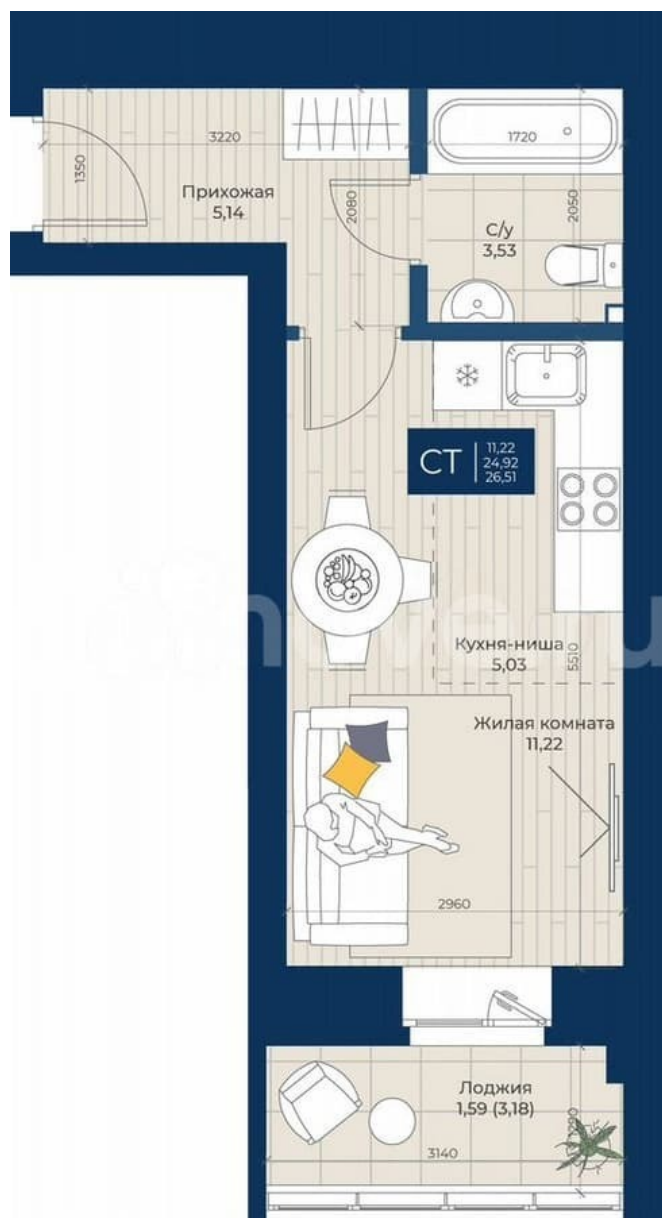 3220
1720
1350
Прихожая
5,14
2080
2050
С/у
3,53
СТ
11,22
24,92
26,51
Кухня-ниша
5,03
5510
Жилая комната
11,22
2960
Лоджия
1,59 (3,18)
1290
3140